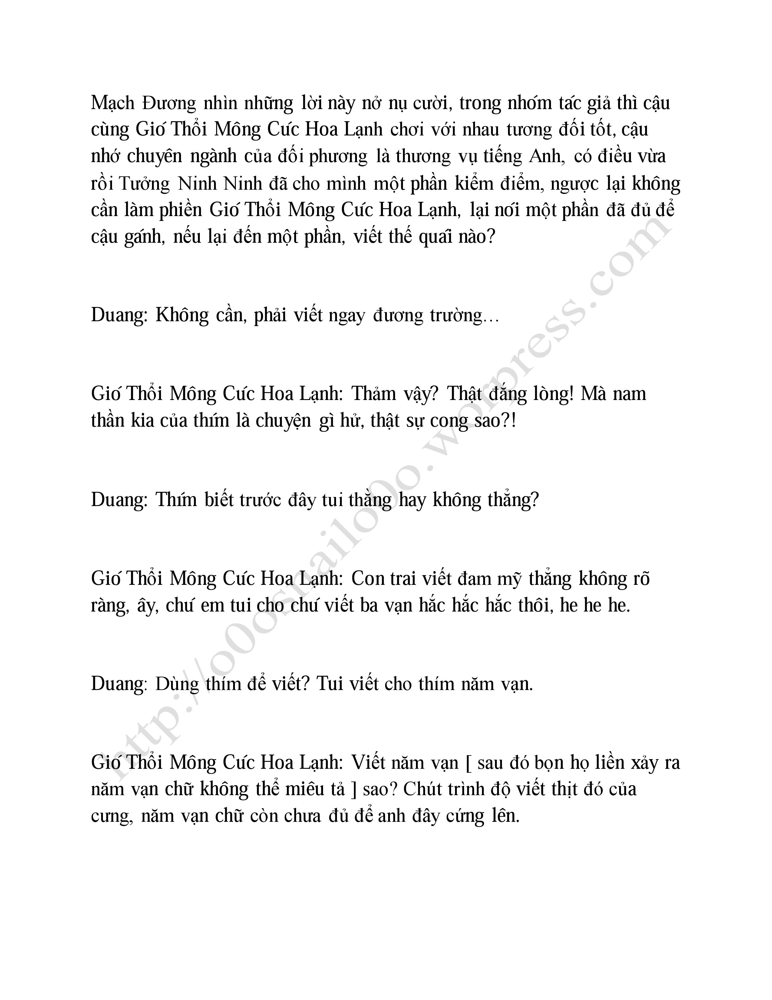 Mạch Đương nhìn những lời này nở nụ cười, trong nhóm tác giả thì cậu
cùng Gió Thổi Mông Cúc Hoa Lạnh chơi với nhau tương đối tốt, cậu
nhớ chuyên ngành của đối phương là thương vụ tiếng Anh, có điều vừa
rồi Tưởng Ninh Ninh đã cho mình một phần kiểm điểm, ngược lại không
cần làm phiền Gió Thổi Mông Cúc Hoa Lạnh, lại nói một phần đã đủ để
cậu gánh, nếu lại đến một phần, viết thế quái nào?
Duang: Không cần, phải viết ngay đương trường…
Gió Thổi Mông Cúc Hoa Lạnh: Thảm vậy? Thật đắng lòng! Mà nam
thần kia của thím là chuyện gì hử, thật sự cong sao?!
Duang: Thím biết trước đây tui thằng hay không thẳng?
Gió Thổi Mông Cúc Hoa Lạnh: Con trai viết đam mỹ thẳng không rõ
ràng, ây, chú em tui cho chú viết ba vạn hắc hắc hắc thôi, he he he.
Duang: Dùng thím để viết? Tui viết cho thím năm vạn.
Gió Thổi Mông Cúc Hoa Lạnh: Viết năm vạn [ sau đó bọn họ liền xảy ra
năm vạn chữ không thể miêu tả ] sao? Chút trình độ viết thịt đó của
cưng, năm vạn chữ còn chưa đủ để anh đây cứng lên.
http://o0osnailo0o.worpress.com